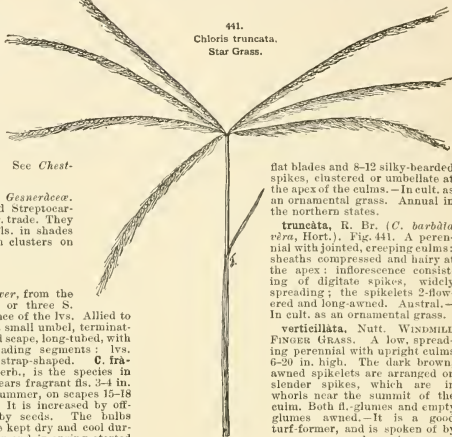 441.
Chloris truncata.
Star Grass.
See Chest-
Gesneràceæ.
d Streptocar-
. trade. They
ls. in shades
n clusters on
ver, from the
or three S.
nce of the lvs. Allied to
small umbel, terminat-
d scape, long-tubed, with
ading segments: lvs.
strap-shaped. C. frà-
erb., is the species in
ears fragrant fls. 3-4 in.
ummer, on scapes 15-18
It is increased by off-
by seeds. The bulbs
kept dry and cool dur-
flat blades and 8-12 silky-bearded
spikes, clustered or umbellate at
the apex of the culms.—In cult. as
an ornamental grass. Annual in
the northern states.
truncàta, R. Br. (C. barbàta
vèra, Hort.). Fig. 441. A peren-
nial with jointed, creeping culms:
sheaths compressed and hairy at
the apex: inflorescence consist-
ing of digitate spikes, widely
spreading; the spikelets 2-flow-
ered and long-awned. Austral.—
In cult. as an ornamental grass.
verticillàta, Nutt. WINDMILL
FINGER GRASS. A low, spread-
ing perennial with upright culms
6-20 in. high. The dark brown,
awned spikelets are arranged on
slender spikes, which are in
whorls near the summit of the
culm. Both fl.-glumes and empty
glumes awned.—It is a good
turf-former, and is spoken of by